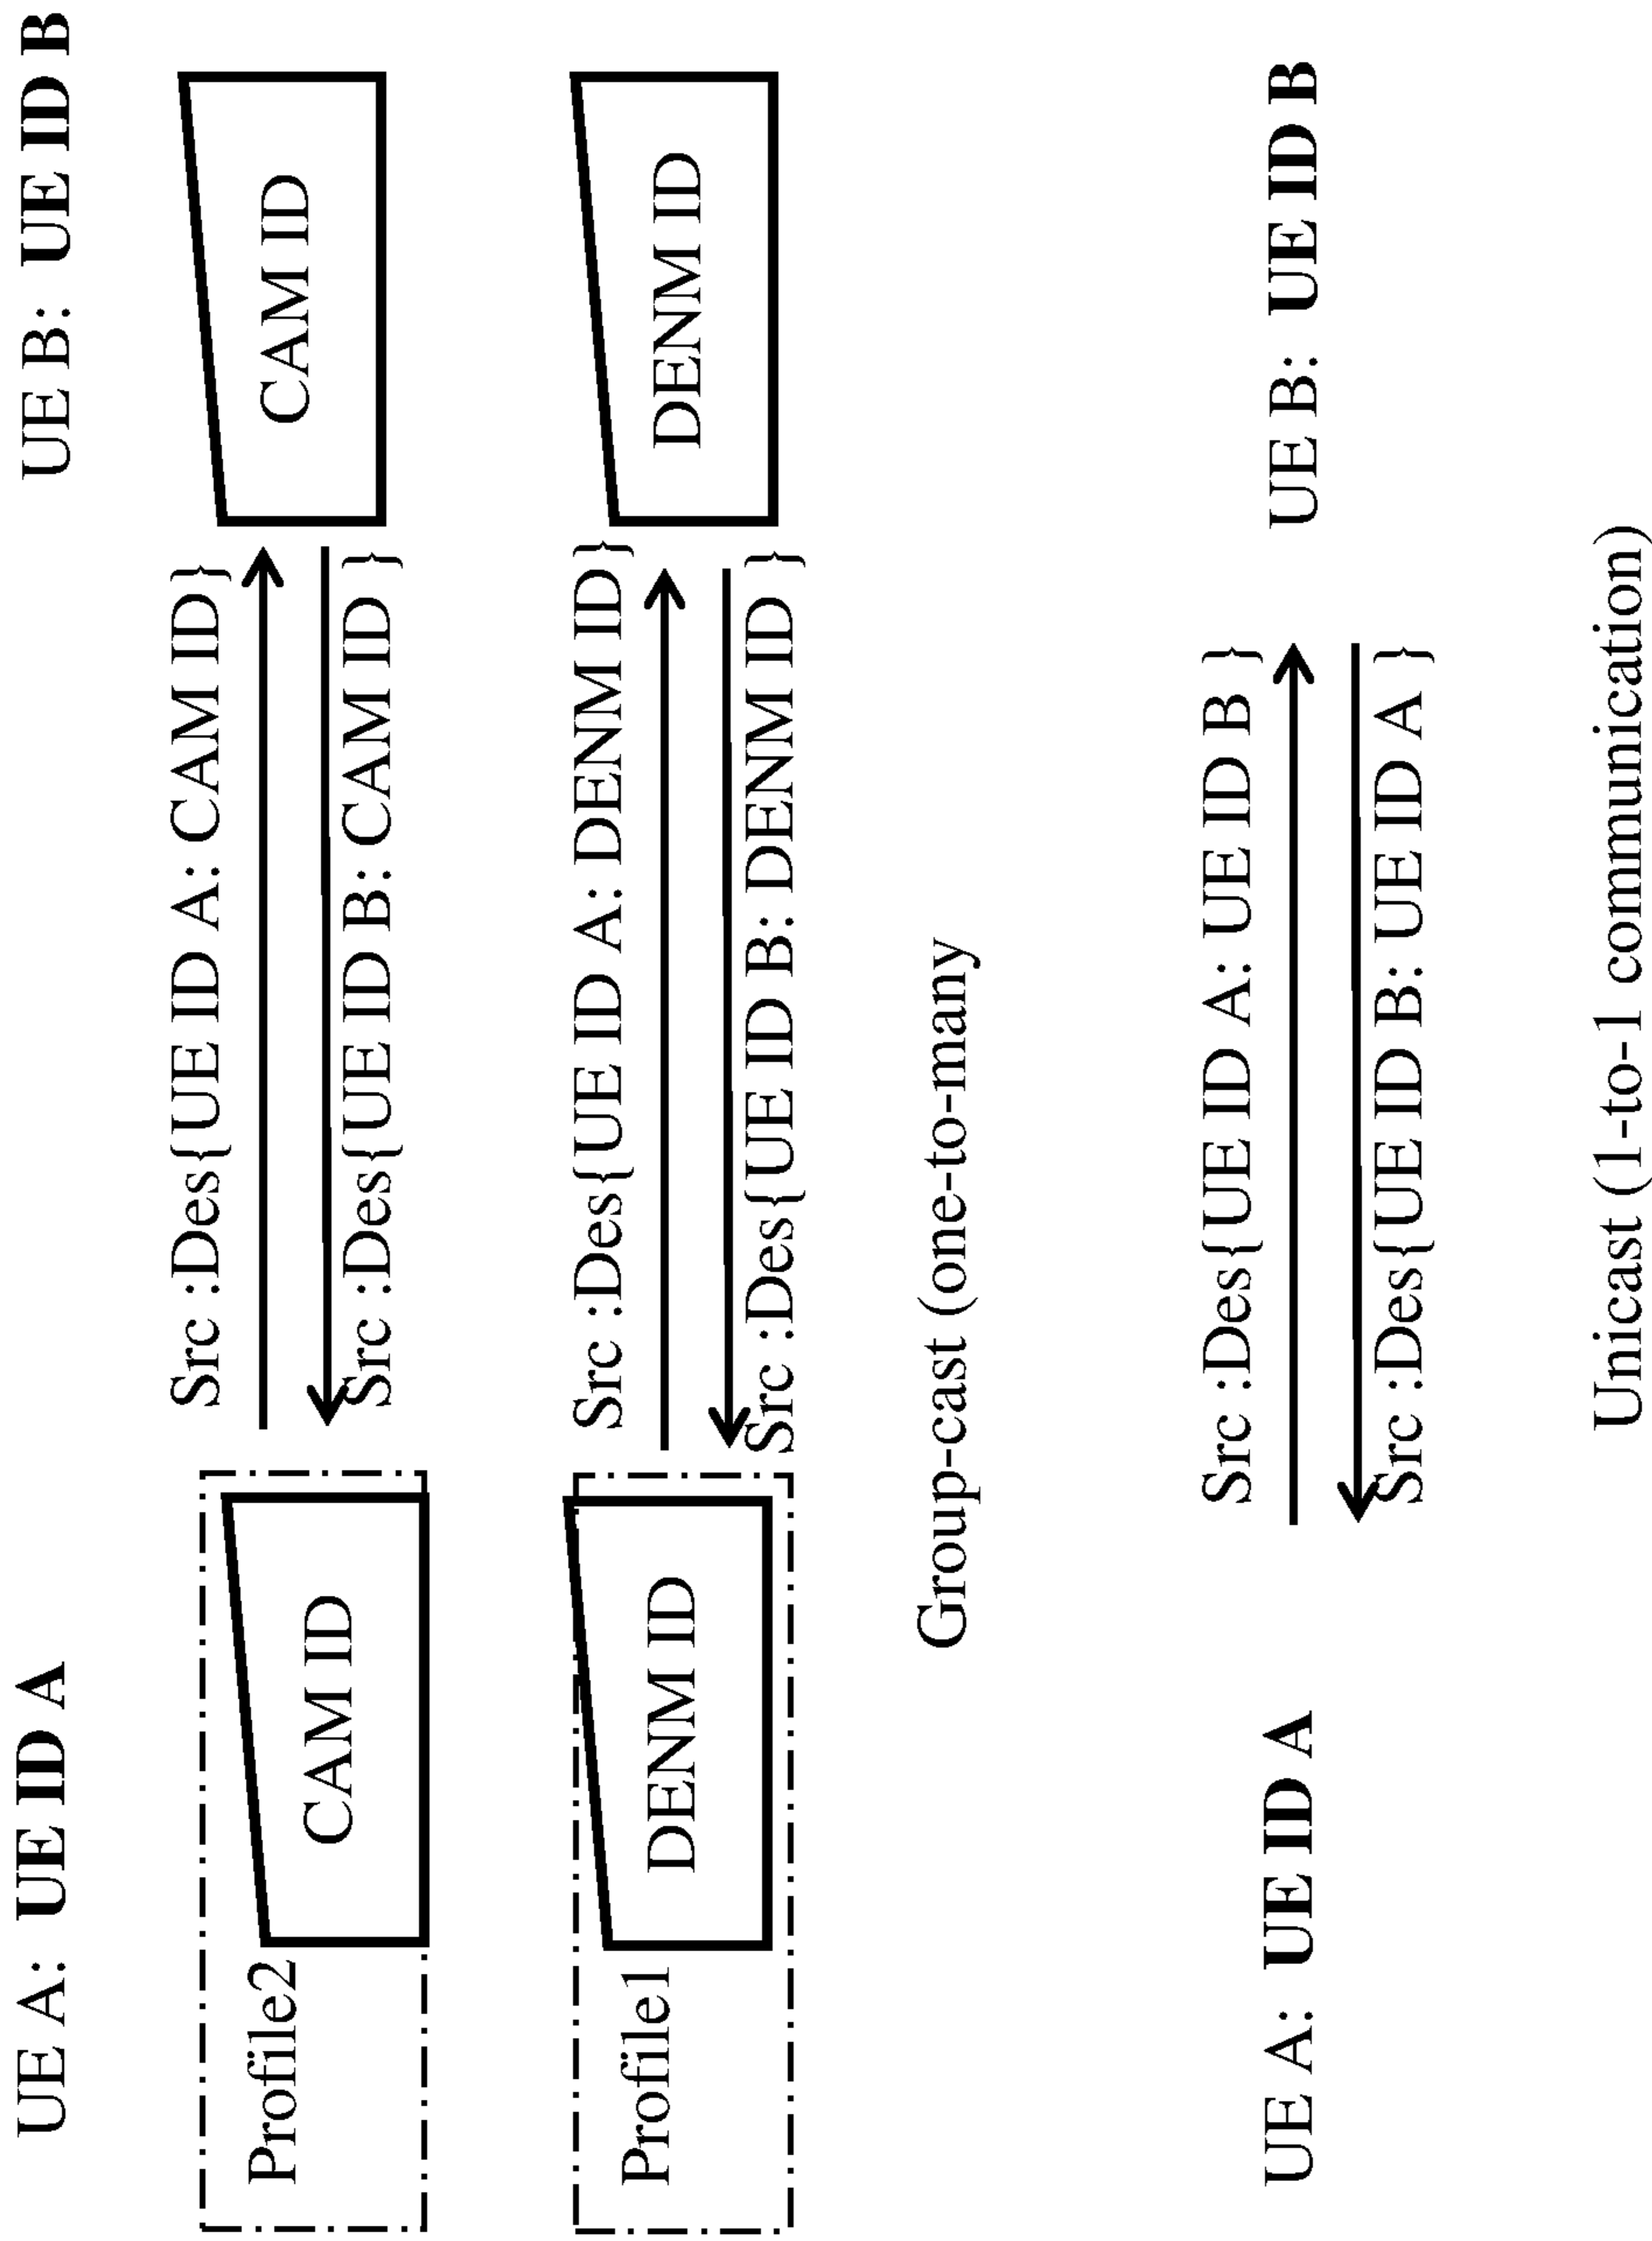 UE A: UE ID A
UE B: UE ID B
Profile2
CAM ID
Src :Des{UE ID A: CAM ID}
Src :Des{UE ID B: CAM ID }
CAM ID
Profile1
DENM ID
Src :Des{UE ID A: DENM ID}
Src :Des{UE ID B: DENM ID }
DENM ID
Group-cast (one-to-many
UE A: UE ID A
Src :Des{UE ID A: UE ID B }
Src :Des{UE ID B: UE ID A }
UE B: UE ID B
Unicast (1-to-1 communication)